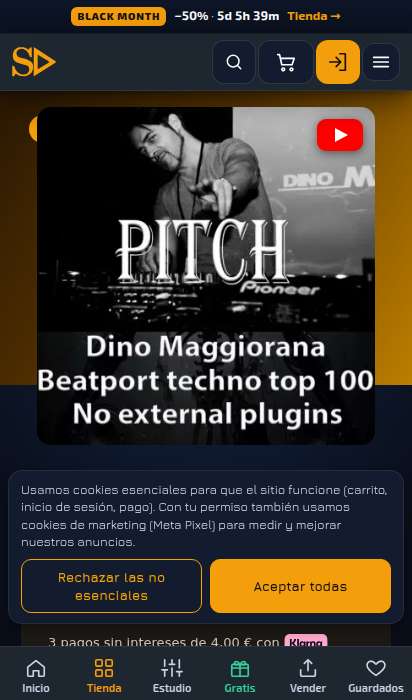 BLACK MONTH −50% · 5d 5h 39m Tienda →
SD
DINO M
PITCH
Pioneer
Dino Maggiorana
Beatport techno top 100
No external plugins
Usamos cookies esenciales para que el sitio funcione (carrito,
inicio de sesión, pago). Con tu permiso también usamos
cookies de marketing (Meta Pixel) para medir y mejorar
nuestros anuncios.
Rechazar las no
esenciales
Aceptar todas
3 pagos sin intereses de 4,00 € con Klarna
Inicio Tienda Estudio Gratis Vender Guardados